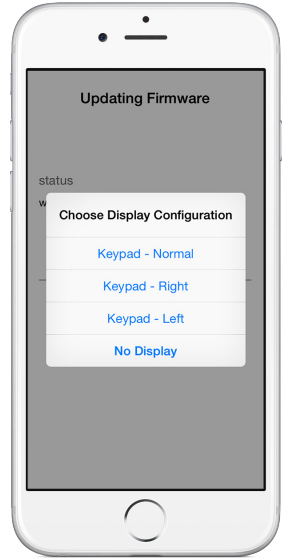 Updating Firmware
status
Choose Display Configuration
Keypad - Normal
Keypad - Right
Keypad - Left
No Display